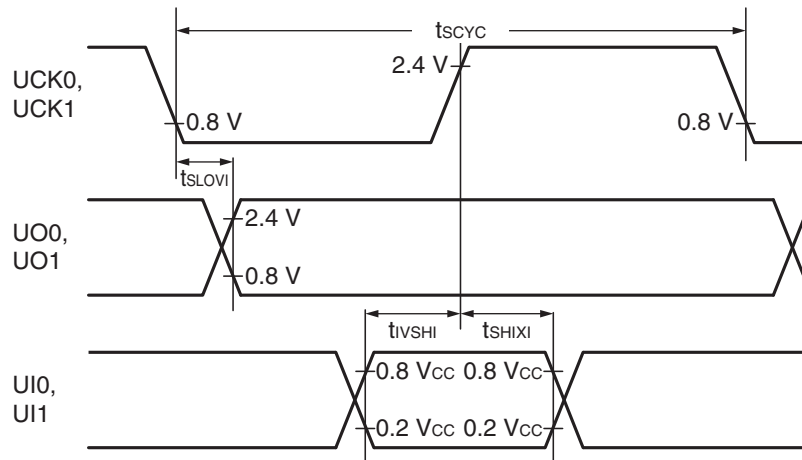 tSCYC
UCK0,
UCK1
2.4 V
0.8 V
0.8 V
tSLOVI
UO0,
UO1
2.4 V
0.8 V
tIVSHI
tSHIXI
UI0,
UI1
0.8 VCC
0.8 VCC
0.2 VCC
0.2 VCC